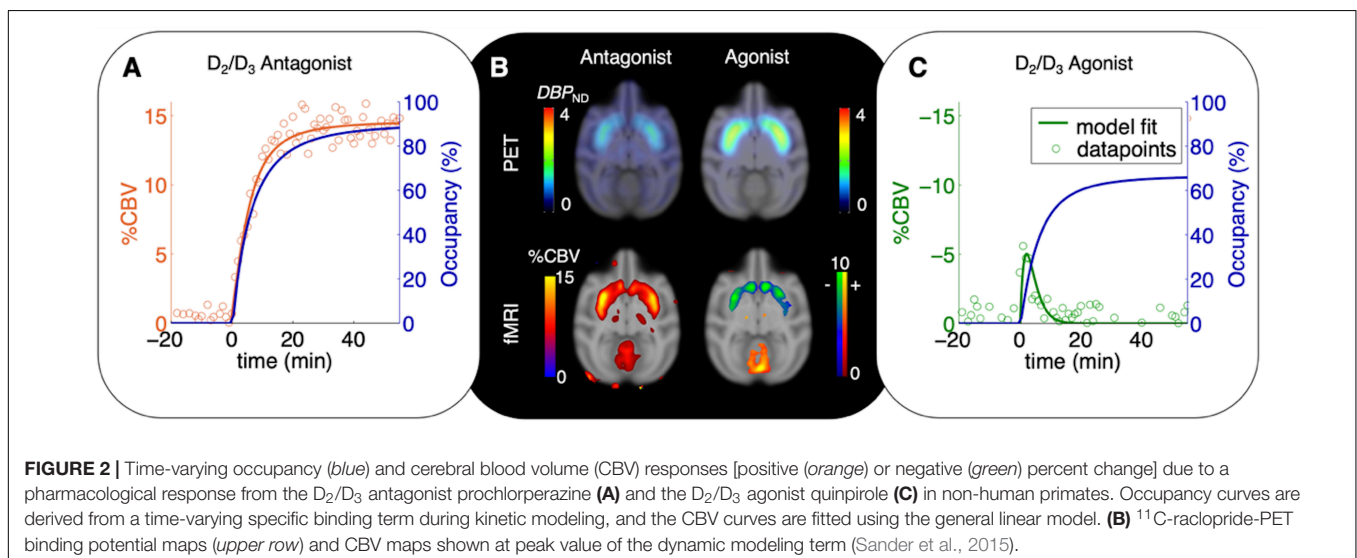 A
D2/D3 Antagonist
%CBV
15
10
5
0
100
80
60
40
20
0
Occupancy (%)
−20 0 20 40
time (min)
B
Antagonist Agonist
DBPND
4
0
4
0
PET
%CBV
15
0
10
- +
0
fMRI
C
D2/D3 Agonist
%CBV
−15
−10
−5
0
model fit
datapoints
100
80
60
40
20
0
Occupancy (%)
−20 0 20 40
time (min)
FIGURE 2 | Time-varying occupancy (blue) and cerebral blood volume (CBV) responses [positive (orange) or negative (green) percent change] due to a
pharmacological response from the D2/D3 antagonist prochlorperazine (A) and the D2/D3 agonist quinpirole (C) in non-human primates. Occupancy curves are
derived from a time-varying specific binding term during kinetic modeling, and the CBV curves are fitted using the general linear model. (B) 11C-raclopride-PET
binding potential maps (upper row) and CBV maps shown at peak value of the dynamic modeling term (Sander et al., 2015).